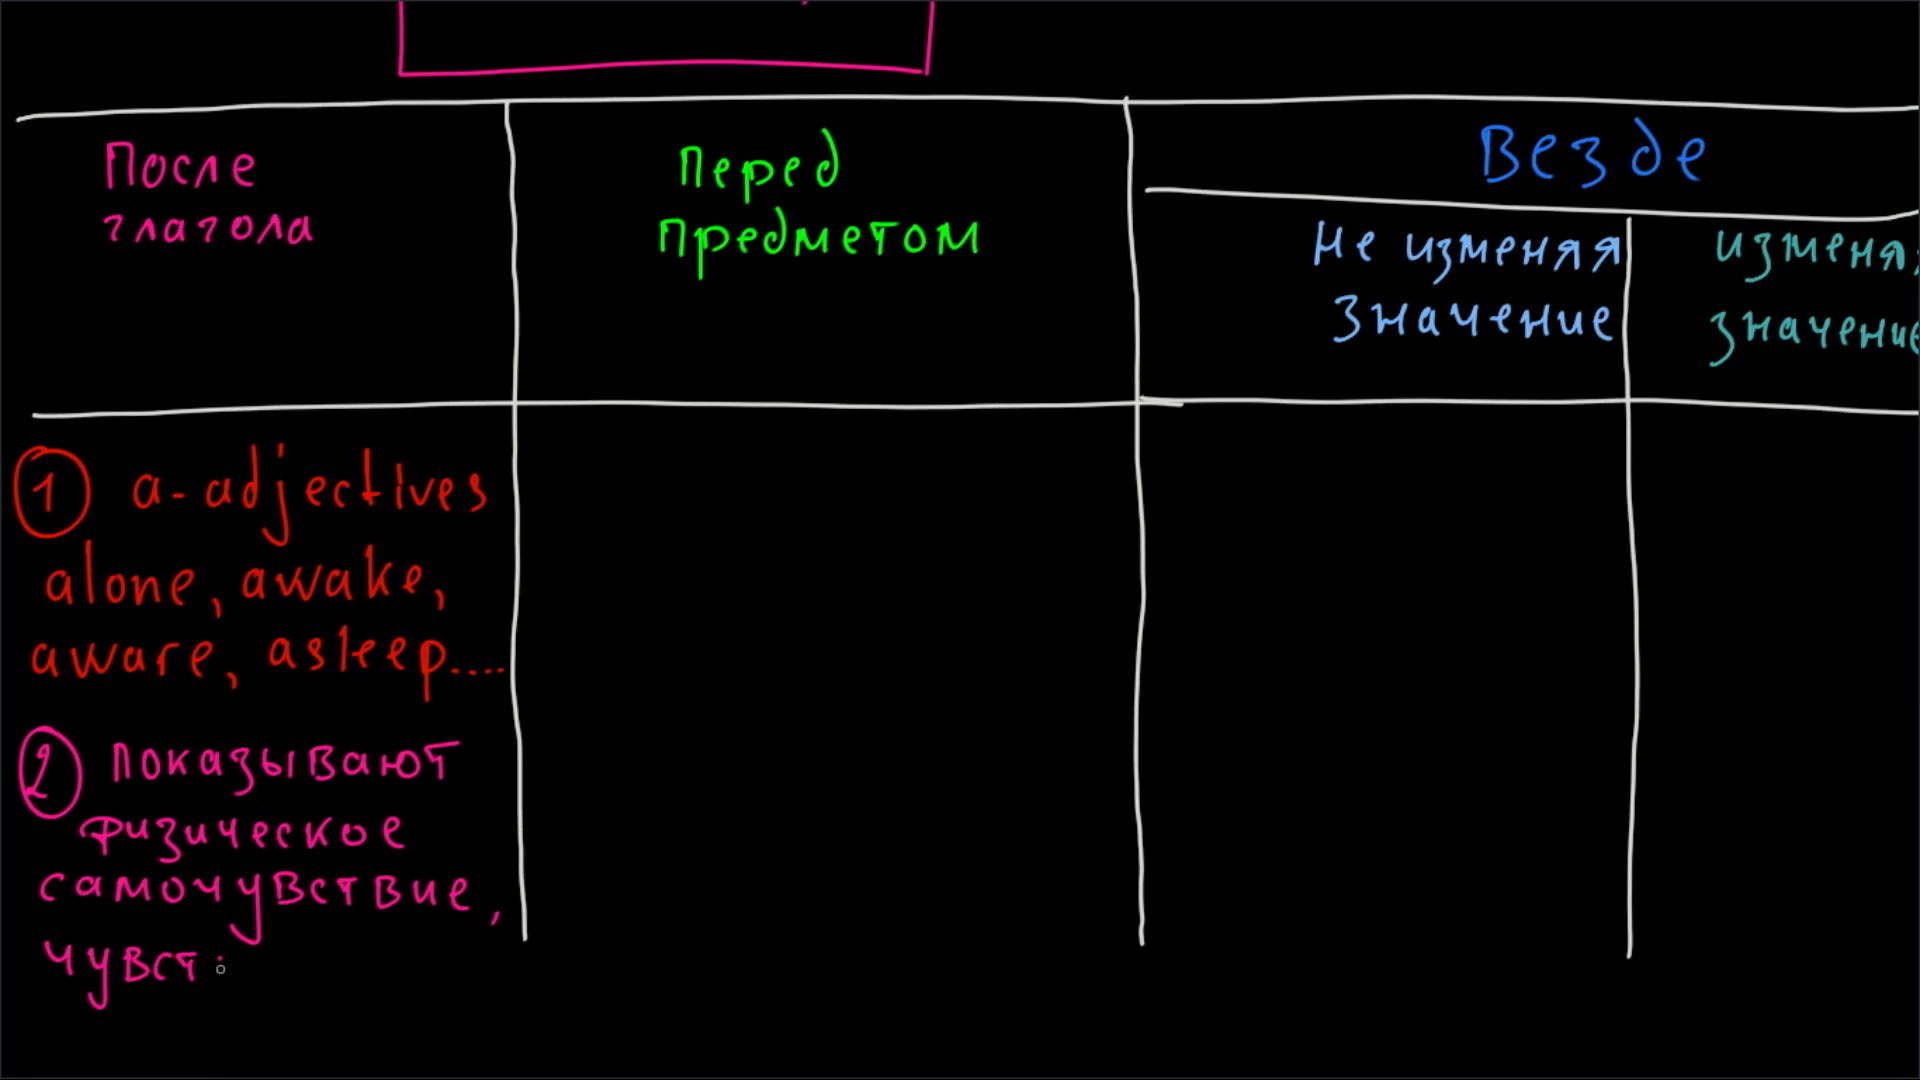 После
глагола
Перед
предметом
Везде
Не изменяя
значение
изменяя
значение
1 a-adjectives
alone, awake,
aware, asleep....
2 показывают
физическое
самочувствие,
чувст